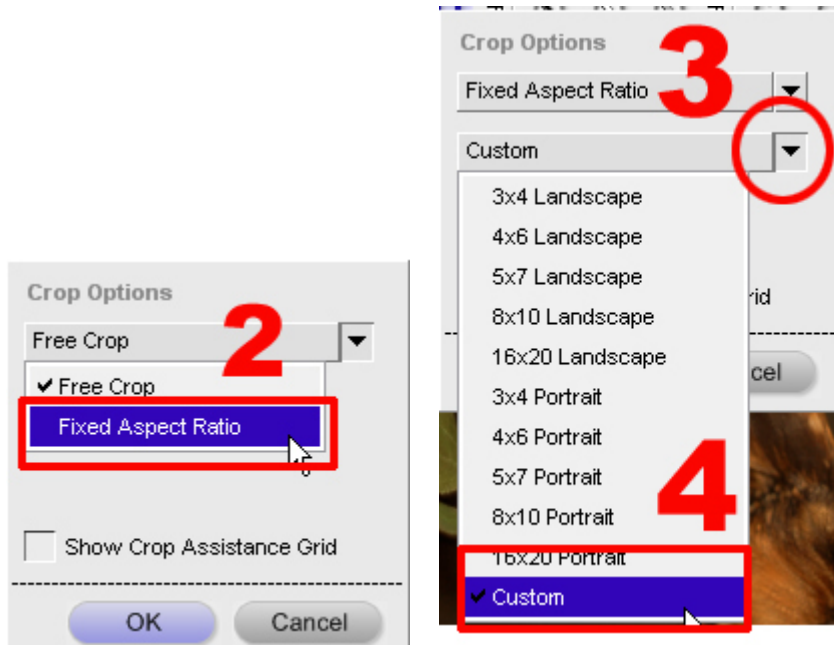 Crop Options
2
Free Crop
Free Crop
Fixed Aspect Ratio
Show Crop Assistance Grid
OK Cancel
Crop Options
3
Fixed Aspect Ratio
Custom
3x4 Landscape
4x6 Landscape
5x7 Landscape
8x10 Landscape
rid
16x20 Landscape
cel
3x4 Portrait
4x6 Portrait
5x7 Portrait
4
8x10 Portrait
16x20 Portrait
Custom